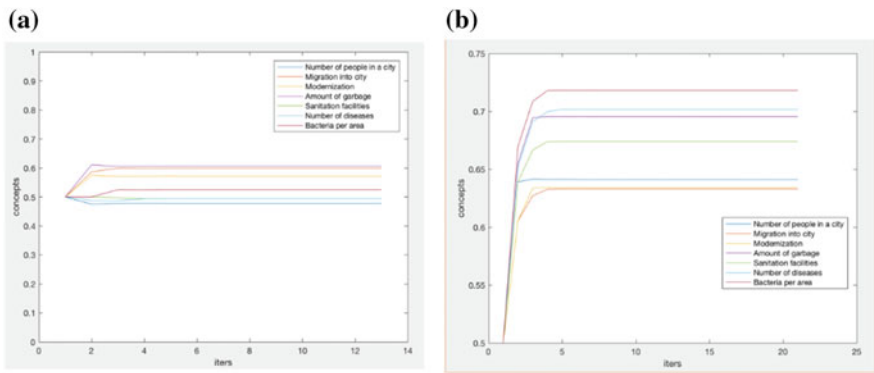 (a)
1
0.9
0.8
0.7
0.6
0.5
0.4
0.3
0.2
0.1
0
concepts
0 2 4 6 8 10 12 14
iters
Number of people in a city
Migration into city
Modernization
Amount of garbage
Sanitation facilities
Number of diseases
Bacteria per area
(b)
0.75
0.7
0.65
0.6
0.55
0.5
concepts
0 5 10 15 20 25
iters
Number of people in a city
Migration into city
Modernization
Amount of garbage
Sanitation facilities
Number of diseases
Bacteria per area